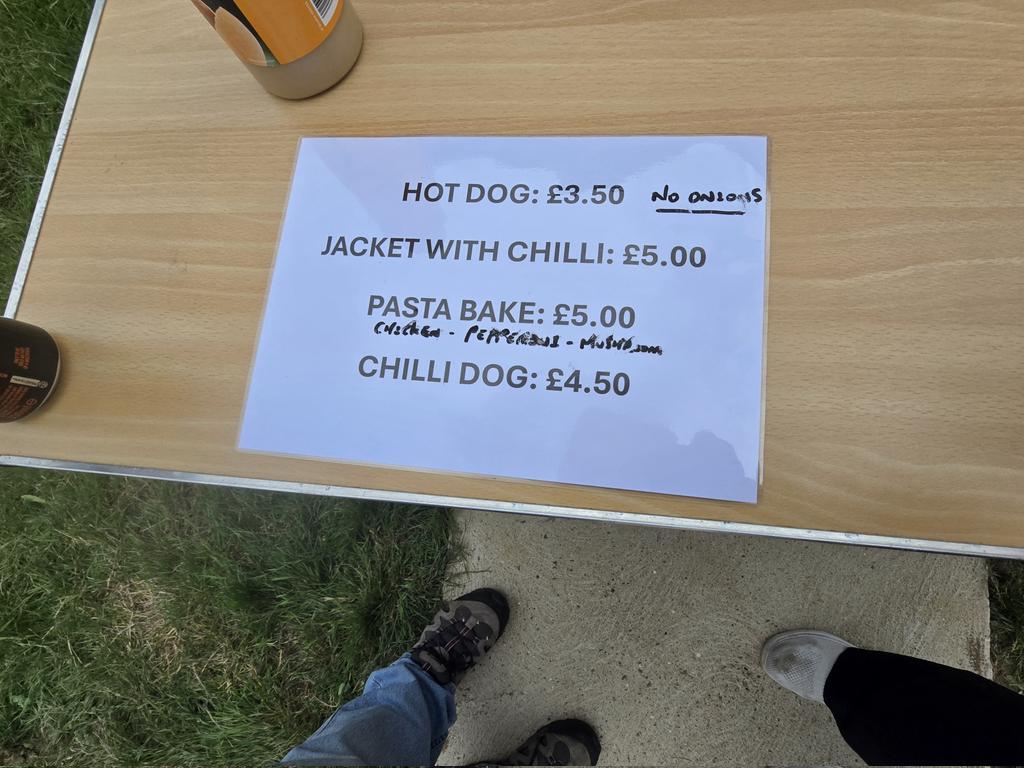 HOT DOG: £3.50 NO ONIONS
JACKET WITH CHILLI: £5.00
PASTA BAKE: £5.00
CHICKEN - PEPPERONI - MUSHROOM
CHILLI DOG: £4.50